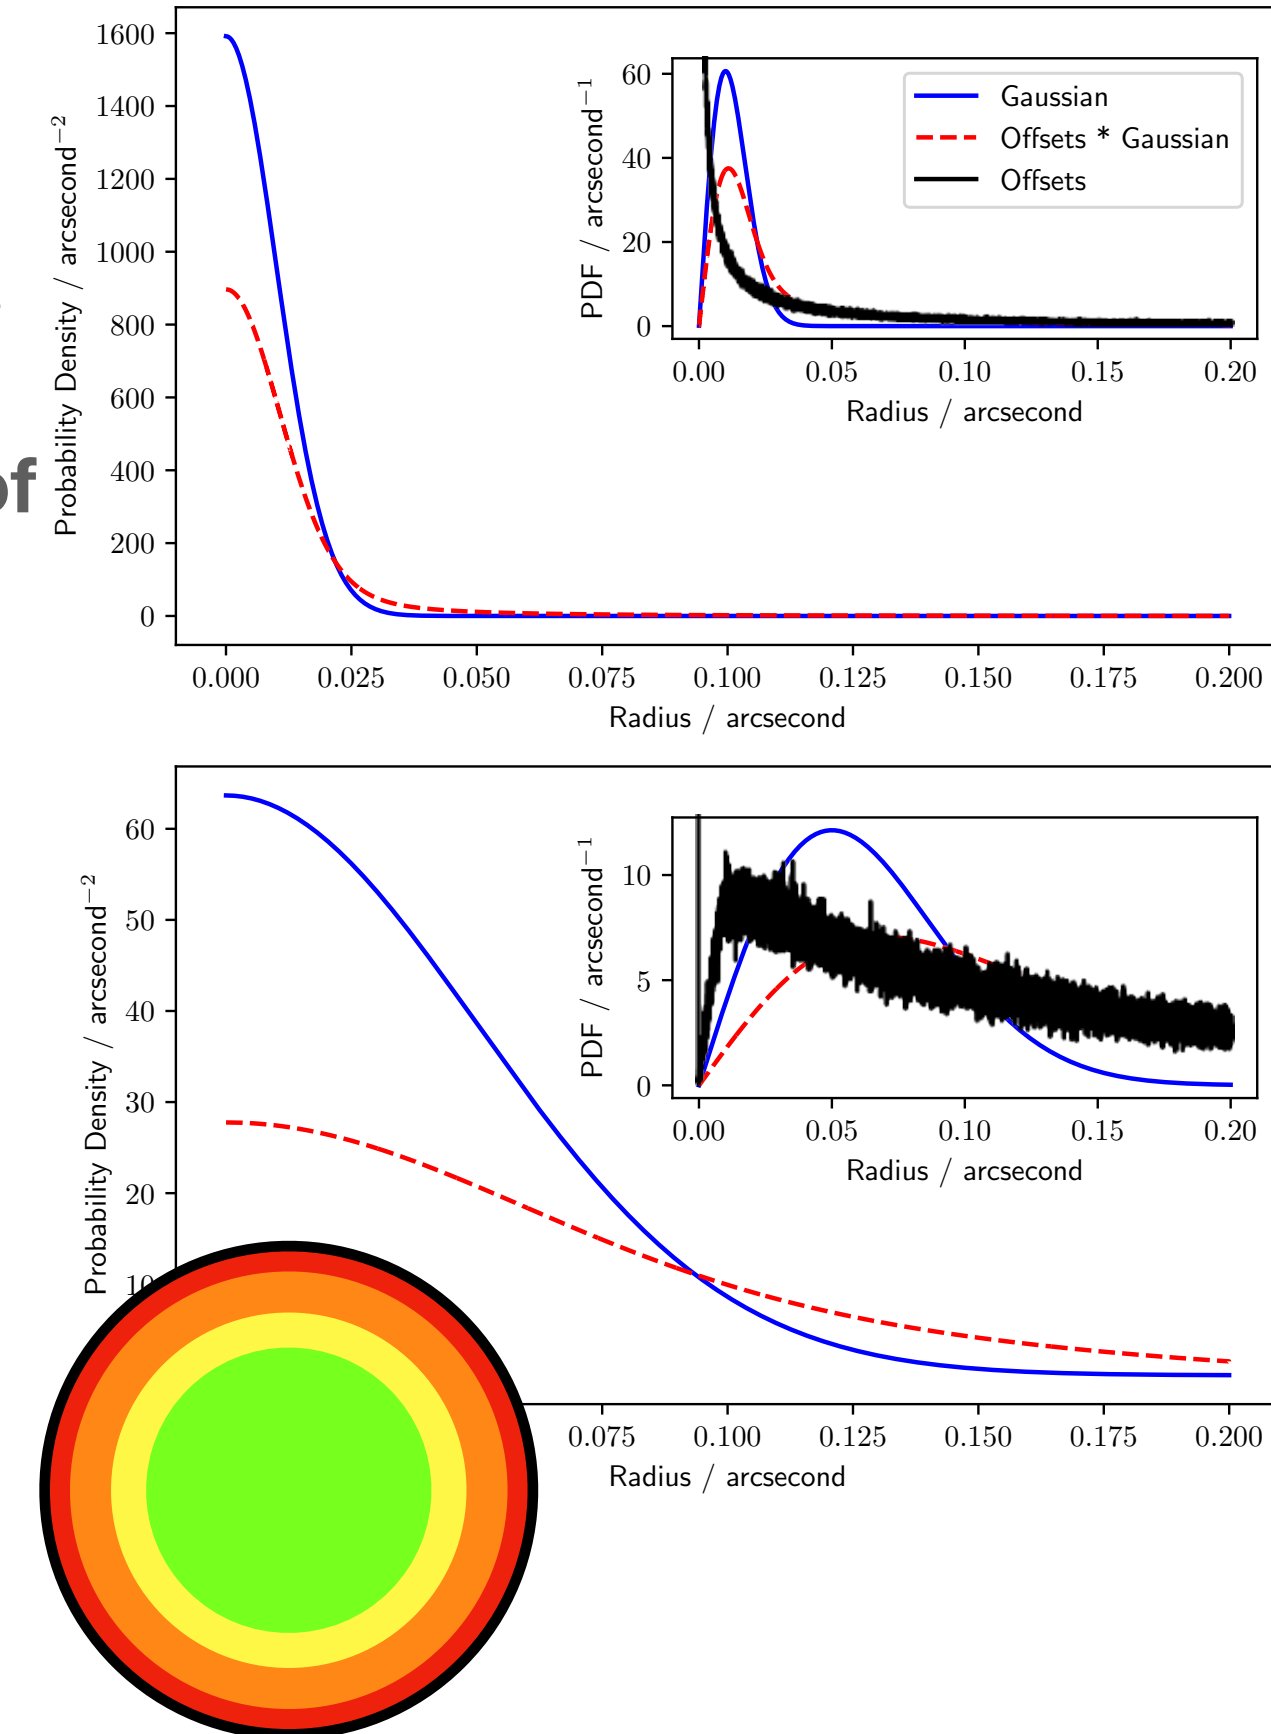 of
Probability Density / arcsecond⁻²
1600
1400
1200
1000
800
600
400
200
0
0.000 0.025 0.050 0.075 0.100 0.125 0.150 0.175 0.200
Radius / arcsecond
PDF / arcsecond⁻¹
60
40
20
0
0.00 0.05 0.10 0.15 0.20
Radius / arcsecond
Gaussian
Offsets * Gaussian
Offsets
Probability Density / arcsecond⁻²
60
50
40
30
20
10
0.075 0.100 0.125 0.150 0.175 0.200
Radius / arcsecond
PDF / arcsecond⁻¹
10
5
0
0.00 0.05 0.10 0.15 0.20
Radius / arcsecond